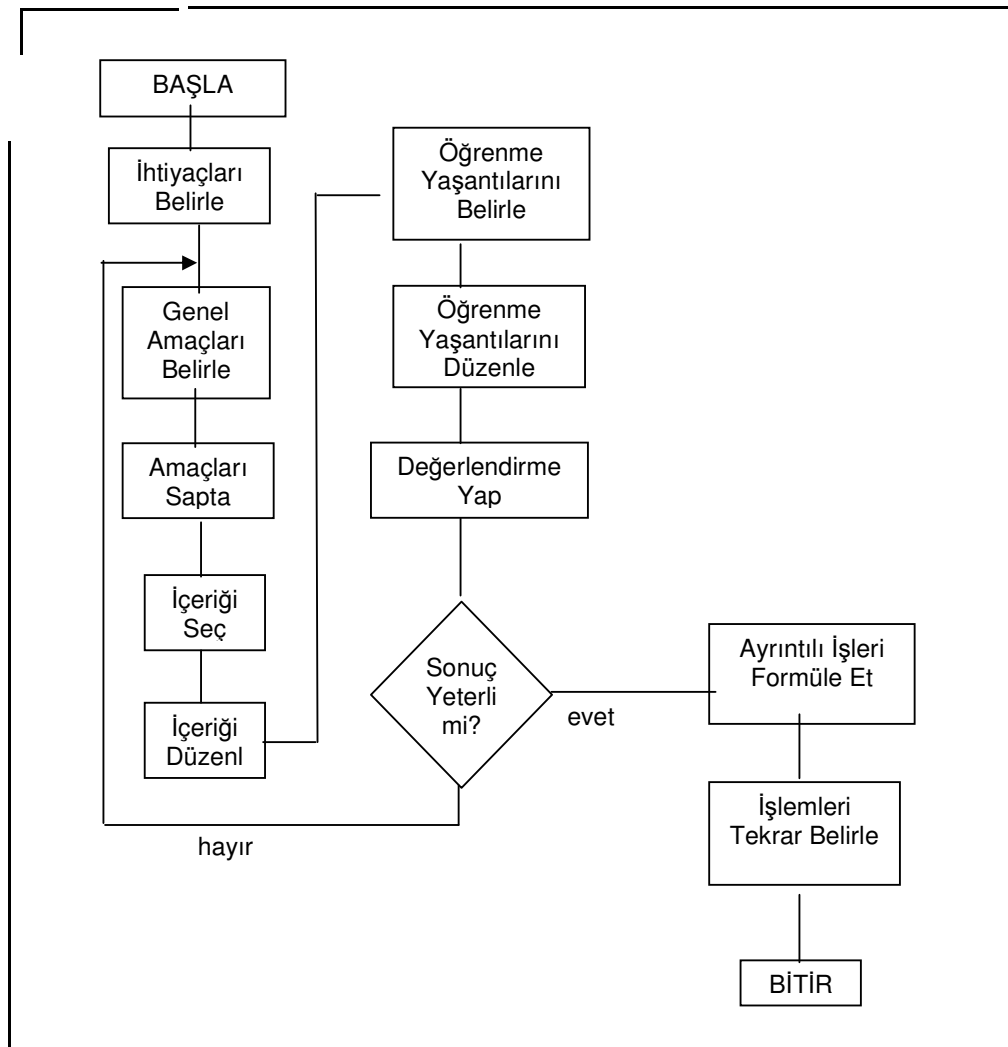 BAŞLA
İhtiyaçları
Belirle
Genel
Amaçları
Belirle
Amaçları
Sapta
İçeriği
Seç
İçeriği
Düzenl
Öğrenme
Yaşantılarını
Belirle
Öğrenme
Yaşantılarını
Düzenle
Değerlendirme
Yap
Sonuç
Yeterli
mi?
evet
hayır
Ayrıntılı İşleri
Formüle Et
İşlemleri
Tekrar Belirle
BİTİR